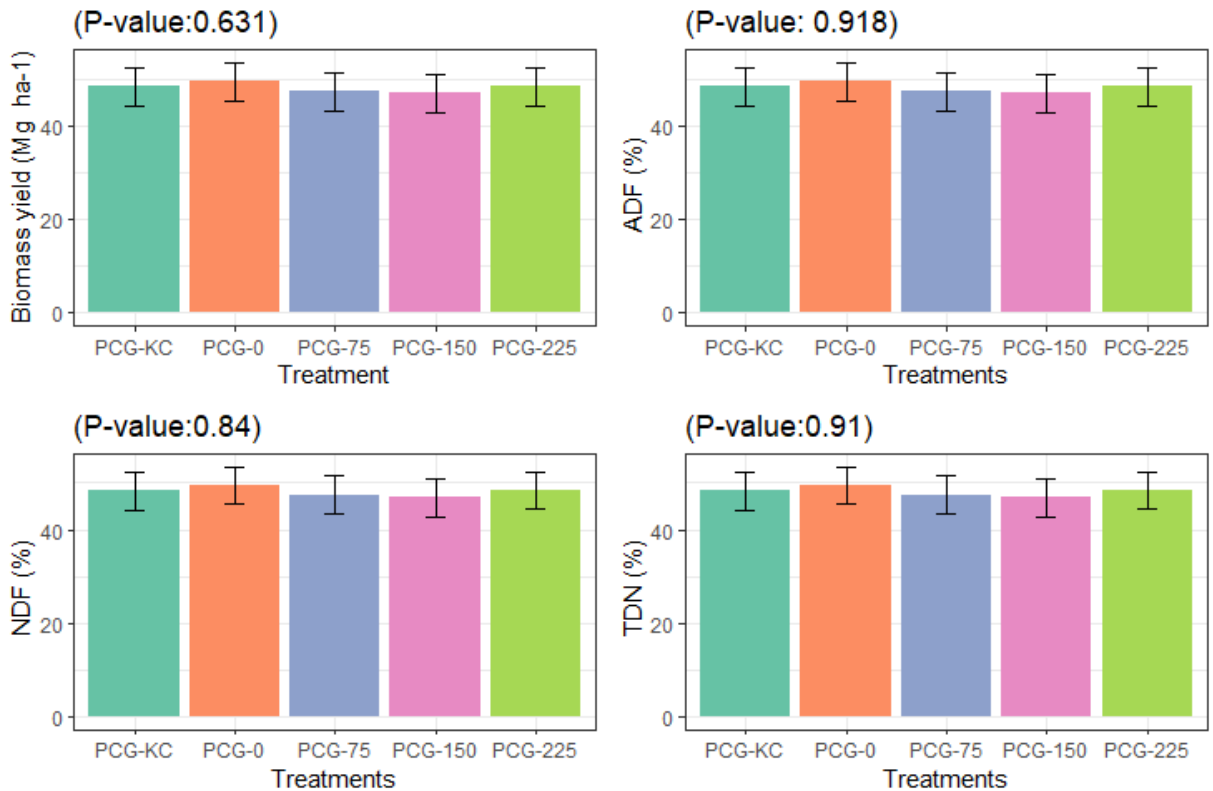 (P-value:0.631)
Biomass yield (Mg ha-1)
40
20
0
PCG-KC PCG-0 PCG-75 PCG-150 PCG-225
Treatment
(P-value: 0.918)
ADF (%)
40
20
0
PCG-KC PCG-0 PCG-75 PCG-150 PCG-225
Treatments
(P-value:0.84)
NDF (%)
40
20
0
PCG-KC PCG-0 PCG-75 PCG-150 PCG-225
Treatments
(P-value:0.91)
TDN (%)
40
20
0
PCG-KC PCG-0 PCG-75 PCG-150 PCG-225
Treatments